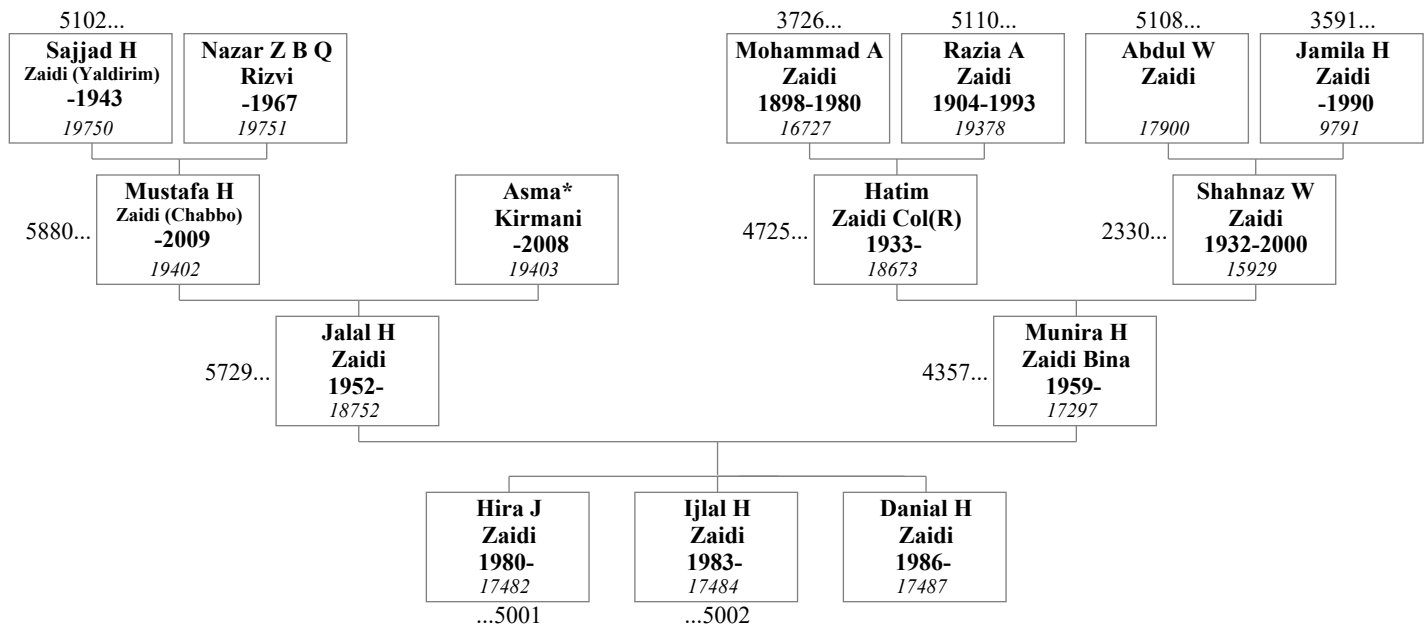 5102...
3726...
5110...
5108...
3591...
Sajjad H
Zaidi (Yaldirim)
-1943
19750
Nazar Z B Q
Rizvi
-1967
19751
Mohammad A
Zaidi
1898-1980
16727
Razia A
Zaidi
1904-1993
19378
Abdul W
Zaidi
17900
Jamila H
Zaidi
-1990
9791
5880...
Mustafa H
Zaidi (Chabbo)
-2009
19402
Asma*
Kirmani
-2008
19403
4725...
Hatim
Zaidi Col(R)
1933-
18673
2330...
Shahnaz W
Zaidi
1932-2000
15929
5729...
Jalal H
Zaidi
1952-
18752
4357...
Munira H
Zaidi Bina
1959-
17297
Hira J
Zaidi
1980-
17482
...5001
Ijlal H
Zaidi
1983-
17484
...5002
Danial H
Zaidi
1986-
17487